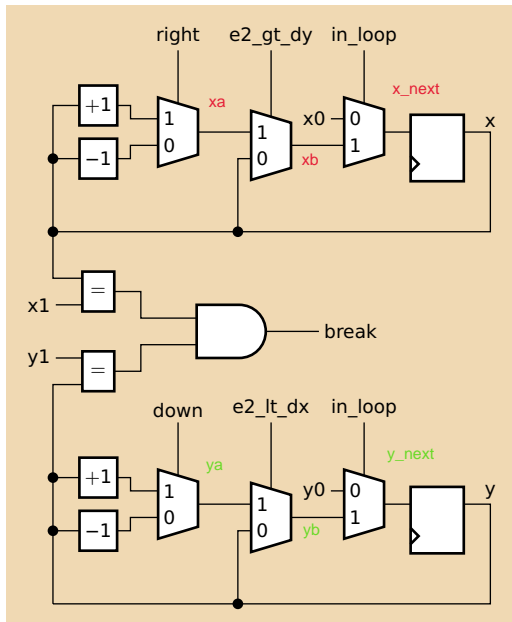 right e2_gt_dy in_loop
x_next
xa
+1 1 x0 0 x
1
−1 0 0 1
xb
=
x1
break
y1
=
down e2_lt_dx in_loop
y_next
ya
+1 1 y0 0 y
1
−1 0 0 1
yb